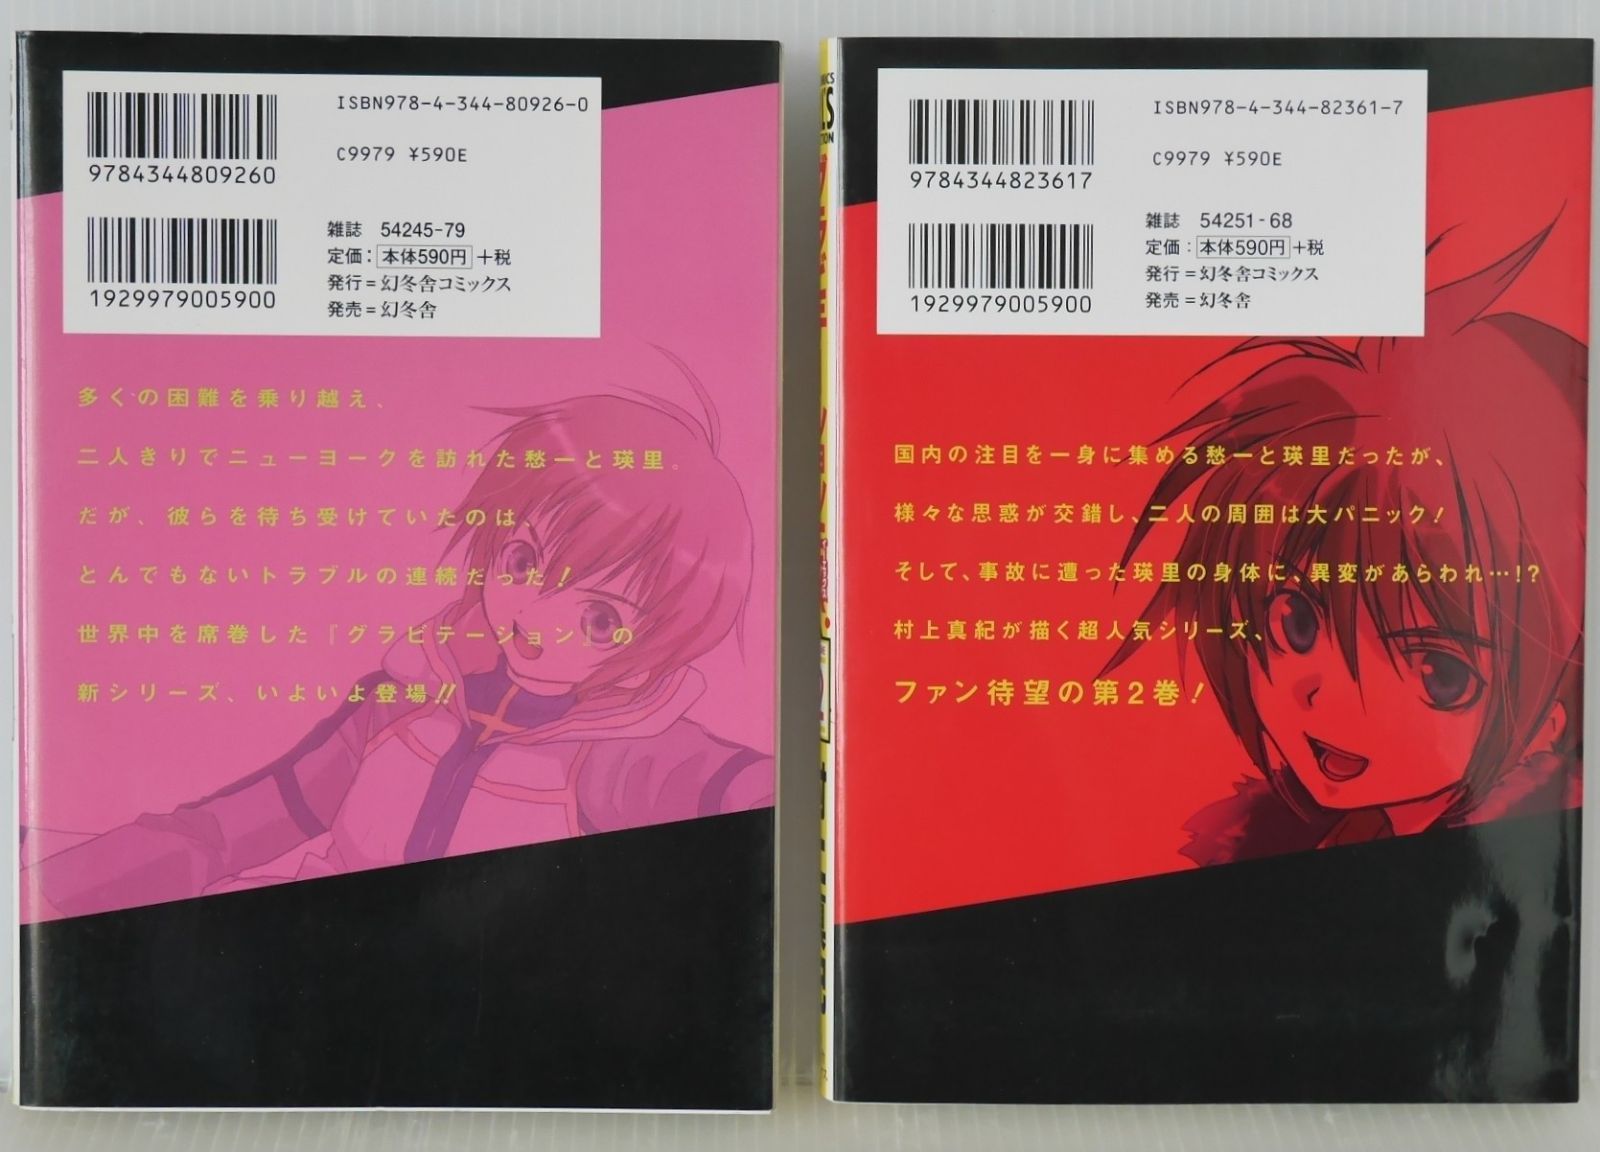 ISBN978-4-344-80926-0
C9979 ¥590E
9784344809260
雑誌 54245-79
定価：本体590円＋税
発行＝幻冬舎コミックス
発売＝幻冬舎
1929979005900
多くの困難を乗り越え、
二人きりでニューヨークを訪れた愁一と瑛里。
だが、彼らを待ち受けていたのは、
とんでもないトラブルの連続だった！
世界中を席巻した『グラビテーション』の
新シリーズ、いよいよ登場!!
ISBN978-4-344-82361-7
C9979 ¥590E
9784344823617
雑誌 54251-68
定価：本体590円＋税
発行＝幻冬舎コミックス
発売＝幻冬舎
1929979005900
国内の注目を一身に集める愁一と瑛里だったが、
様々な思惑が交錯し、二人の周囲は大パニック！
そして、事故に遭った瑛里の身体に、異変があらわれ…!?
村上真紀が描く超人気シリーズ、
ファン待望の第2巻！